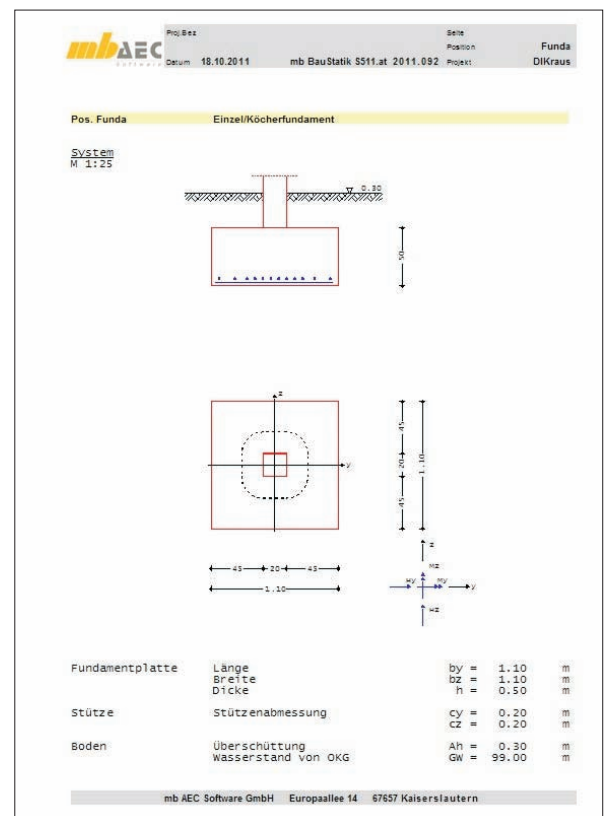 mbAEC
Software
Proj.Bez
Datum 18.10.2011 mb BauStatik S511.at 2011.092
Seite
Position Funda
Projekt DIKraus
Pos. Funda Einzel/Köcherfundament
System
M 1:25
0.30
50
z
y
45
20
45
1.10
45 20 45
1.10
z
Mz
Hy My y
Hz
Fundamentplatte Länge by = 1.10 m
Breite bz = 1.10 m
Dicke h = 0.50 m
Stütze Stützenabmessung cy = 0.20 m
cz = 0.20 m
Boden Überschüttung Ah = 0.30 m
Wasserstand von OKG GW = 99.00 m
mb AEC Software GmbH Europaallee 14 67657 Kaiserslautern